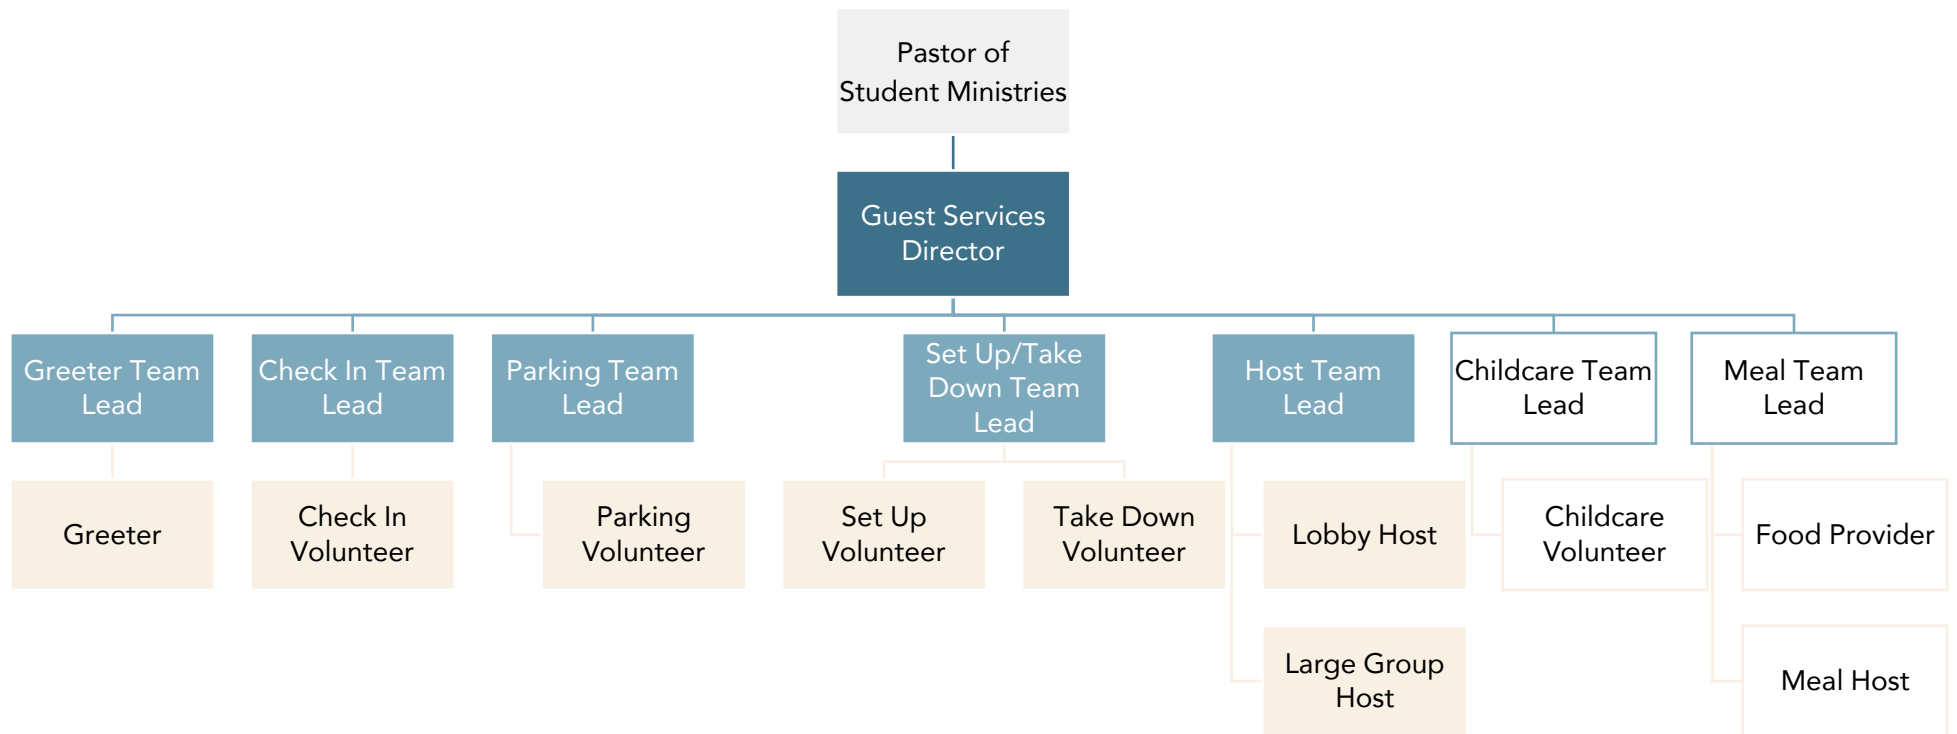 Pastor of
Student Ministries
Guest Services
Director
Greeter Team
Lead
Check In Team
Lead
Parking Team
Lead
Set Up/Take
Down Team
Lead
Host Team
Lead
Childcare Team
Lead
Meal Team
Lead
Greeter
Check In
Volunteer
Parking
Volunteer
Set Up
Volunteer
Take Down
Volunteer
Lobby Host
Childcare
Volunteer
Food Provider
Large Group
Host
Meal Host